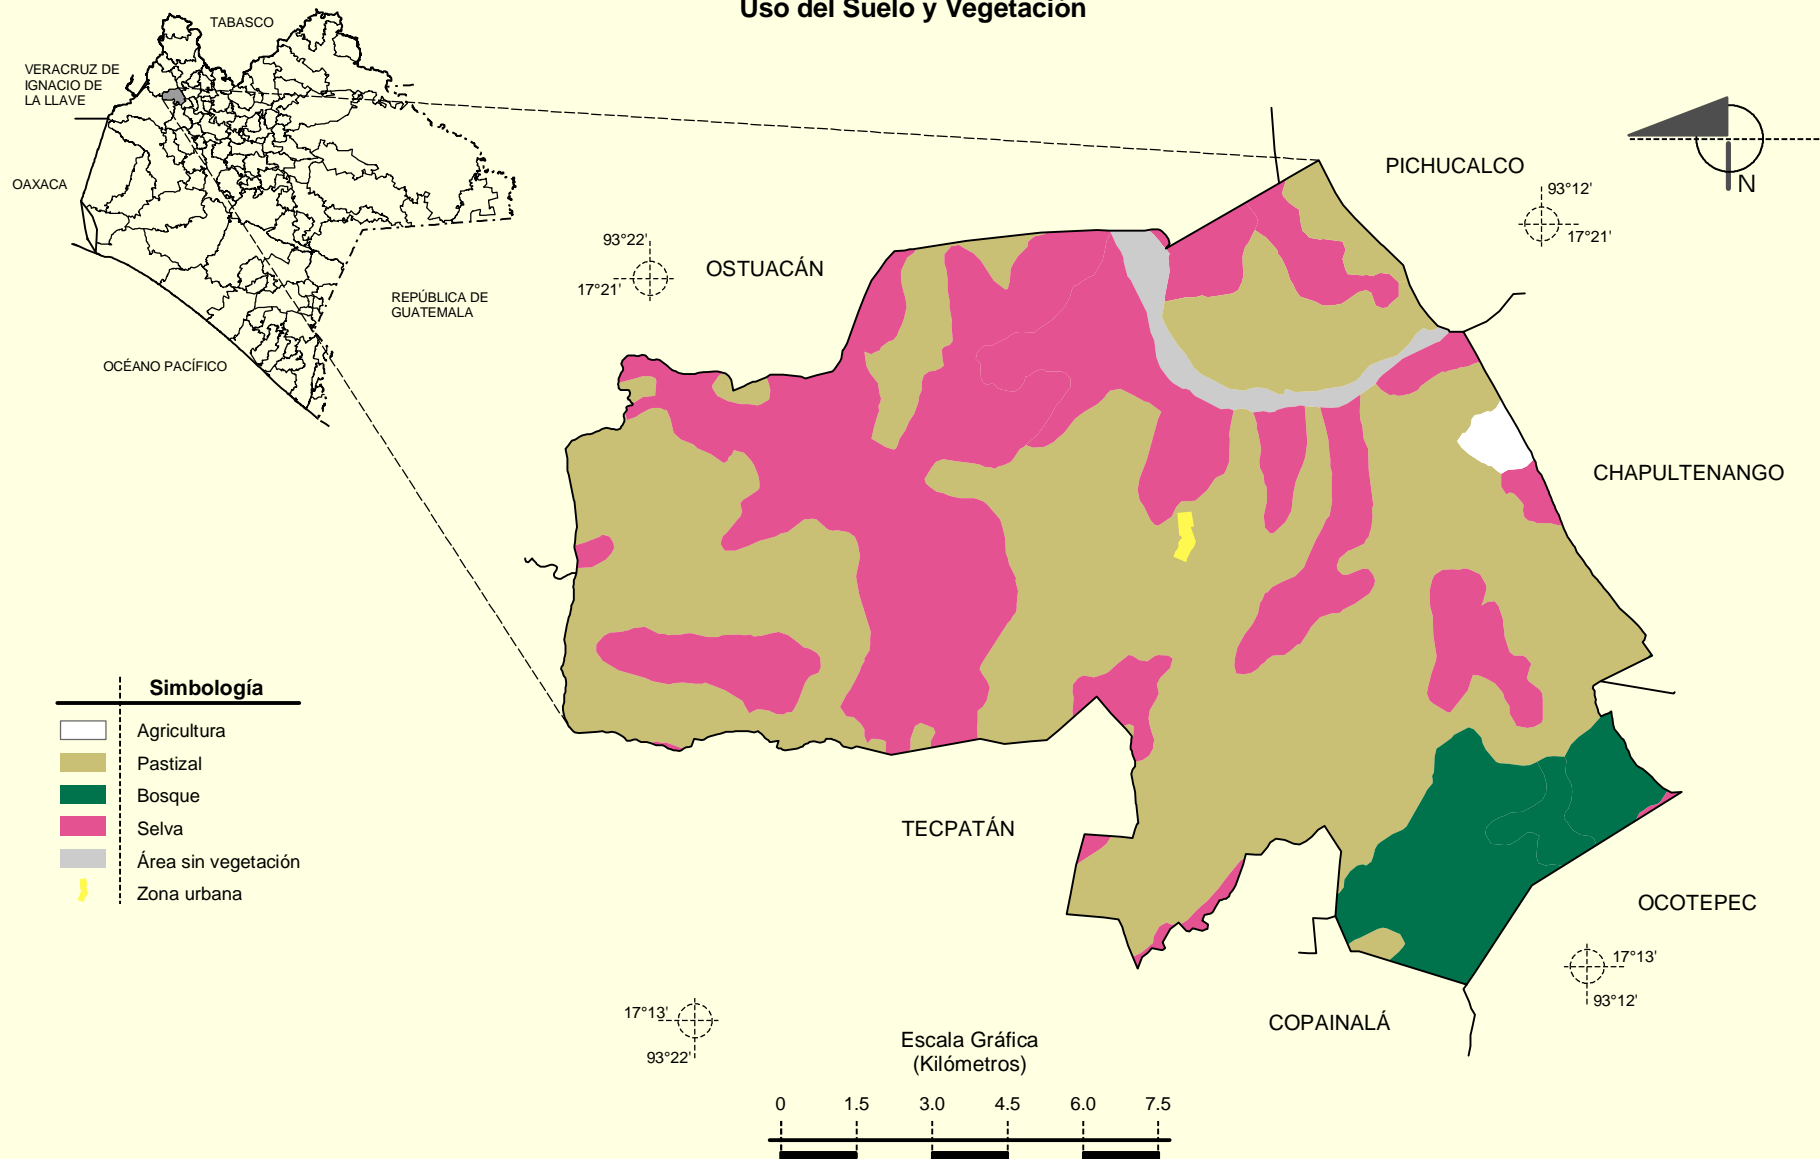 Uso del Suelo y Vegetación
TABASCO
VERACRUZ DE
IGNACIO DE
LA LLAVE
OAXACA
REPÚBLICA DE
GUATEMALA
OCÉANO PACÍFICO
PICHUCALCO
N
93°12'
17°21'
93°22'
17°21'
OSTUACÁN
CHAPULTENANGO
Simbología
Agricultura
Pastizal
Bosque
Selva
Área sin vegetación
Zona urbana
TECPATÁN
OCOTEPEC
17°13'
93°12'
17°13'
93°22'
COPAINALÁ
Escala Gráfica
(Kilómetros)
0 1.5 3.0 4.5 6.0 7.5